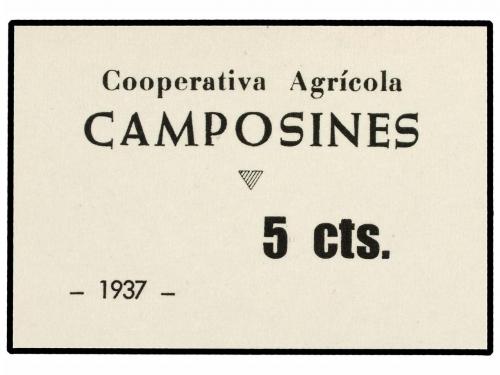 Cooperativa Agrícola
CAMPOSINES
5 cts.
– 1937 –